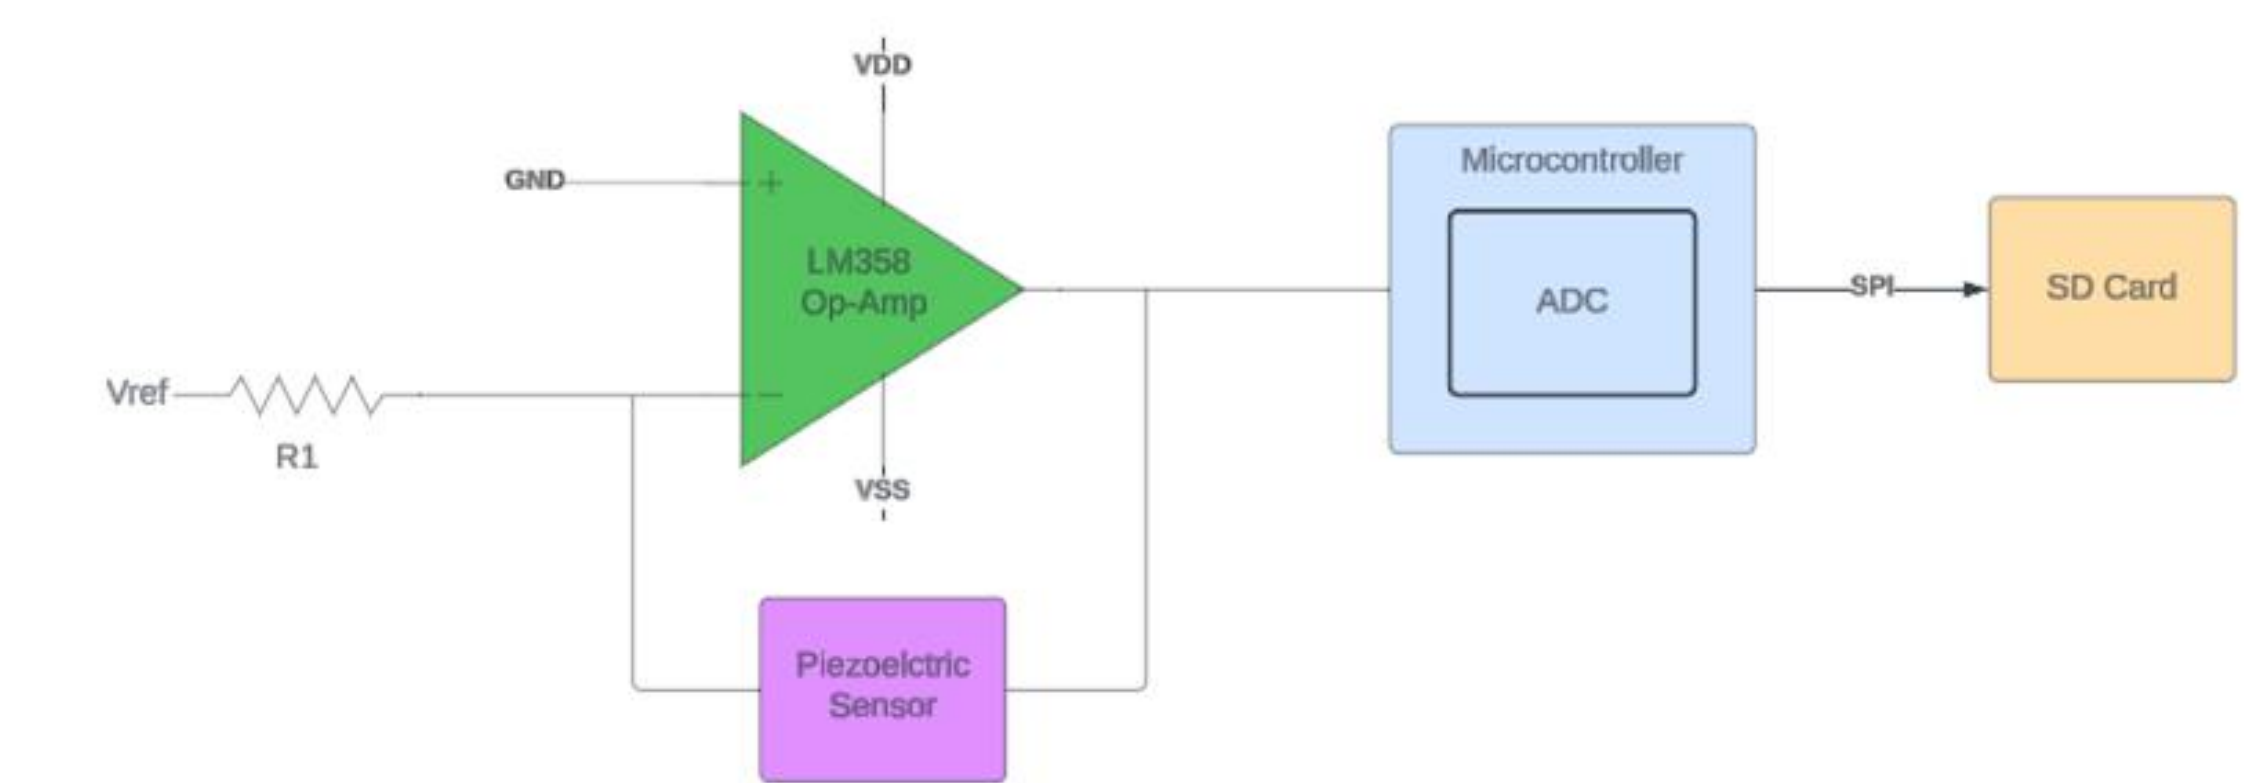 VDD
GND
+
LM358
Op-Amp
Vref
R1
−
VSS
Piezoelctric
Sensor
Microcontroller
ADC
SPI
SD Card